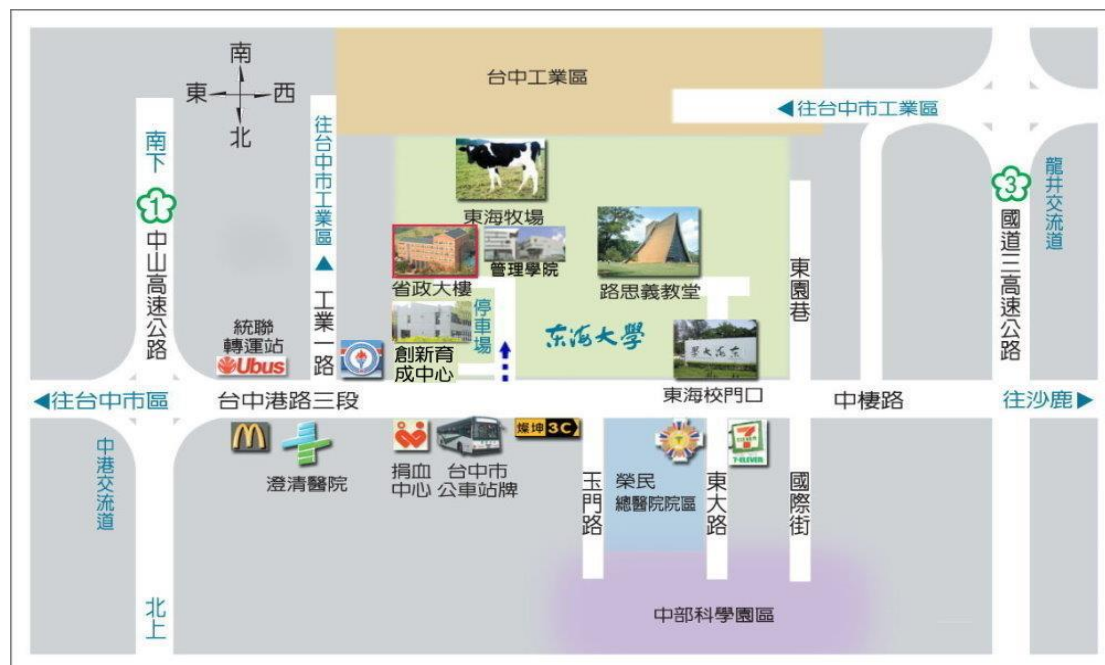 南
東
西
北
台中工業區
往台中市工業區
南下
1
中山高速公路
往台中市工業區
工業一路
東海牧場
省政大樓
管理學院
路思義教堂
東園巷
3
國道三高速公路
龍井交流道
統聯
轉運站
Ubus
創新育
成中心
停車場
东海大學
東海大學
東海校門口
往台中市區
台中港路三段
中棲路
往沙鹿
中港交流道
澄清醫院
捐血
中心
台中市
公車站牌
燦坤3C
玉門路
榮民
總醫院院區
東大路
7-ELEVEN
國際街
北上
中部科學園區